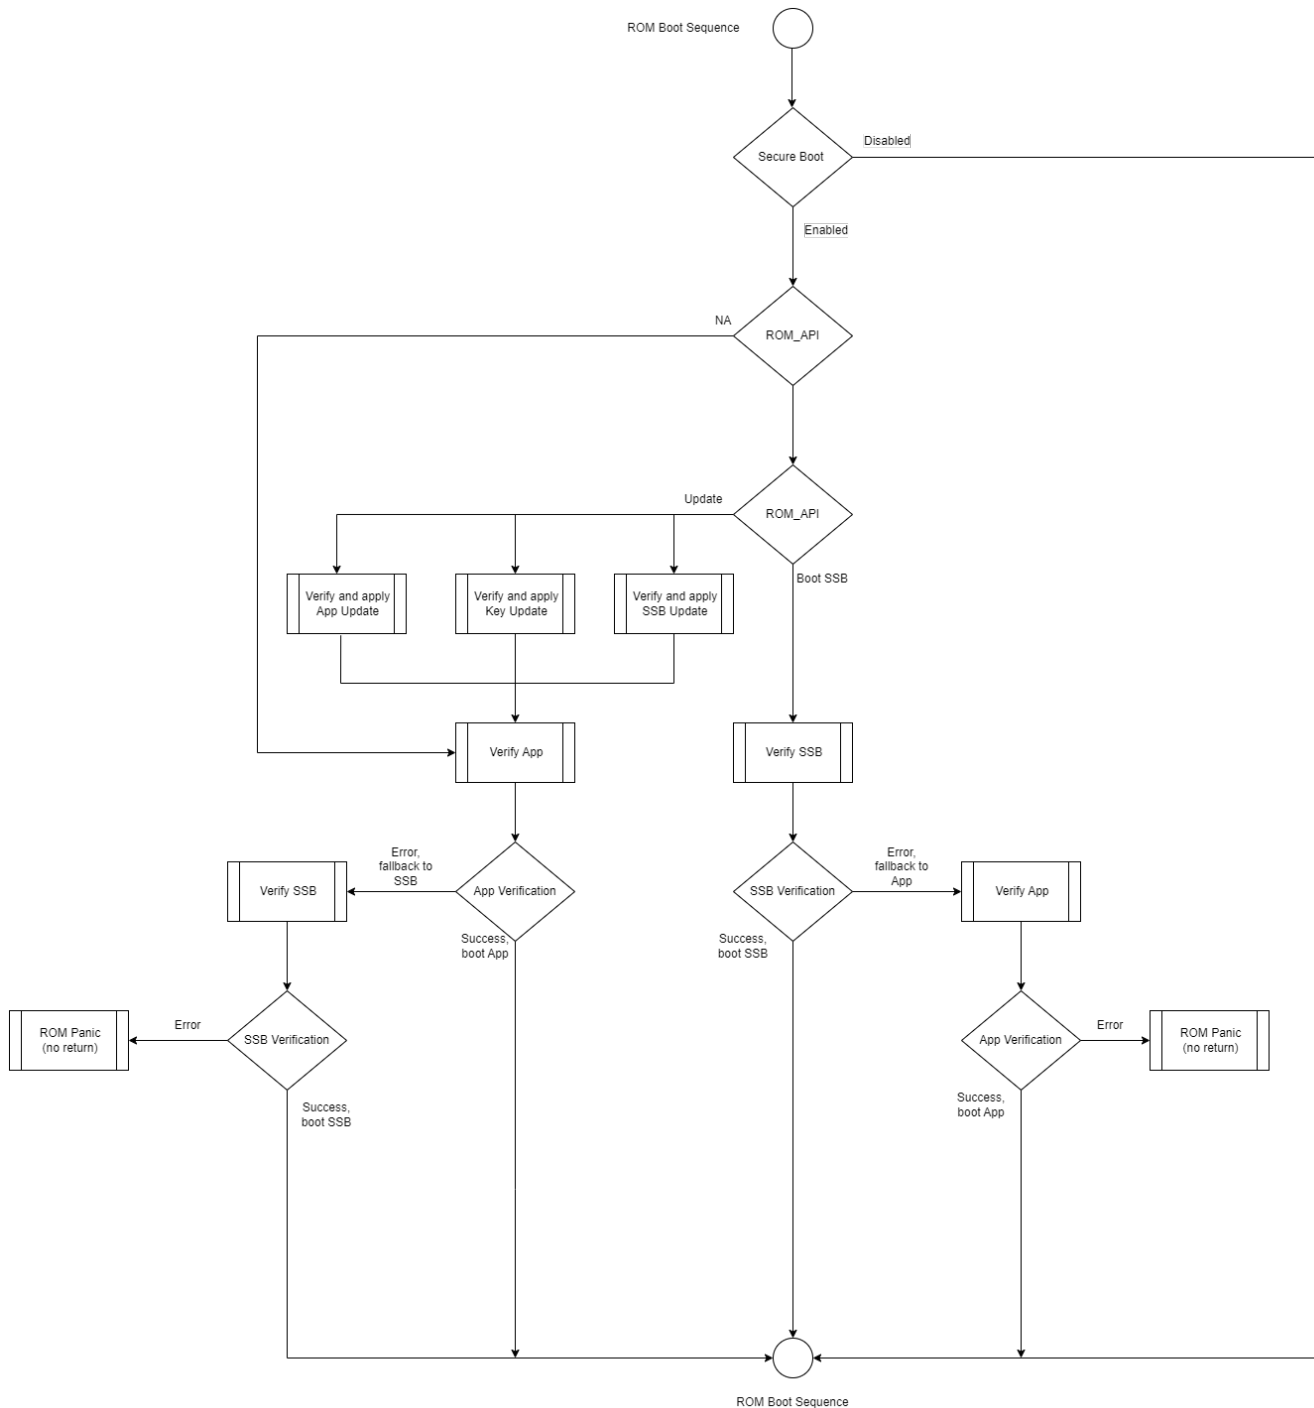 ROM Boot Sequence
Secure Boot
Disabled
Enabled
NA
ROM_API
Update
ROM_API
Boot SSB
Verify and apply
App Update
Verify and apply
Key Update
Verify and apply
SSB Update
Verify App
Verify SSB
Error,
fallback to
SSB
Verify SSB
App Verification
Success,
boot App
SSB Verification
Success,
boot SSB
Error,
fallback to
App
Verify App
ROM Panic
(no return)
Error
SSB Verification
Success,
boot SSB
App Verification
Success,
boot App
Error
ROM Panic
(no return)
ROM Boot Sequence